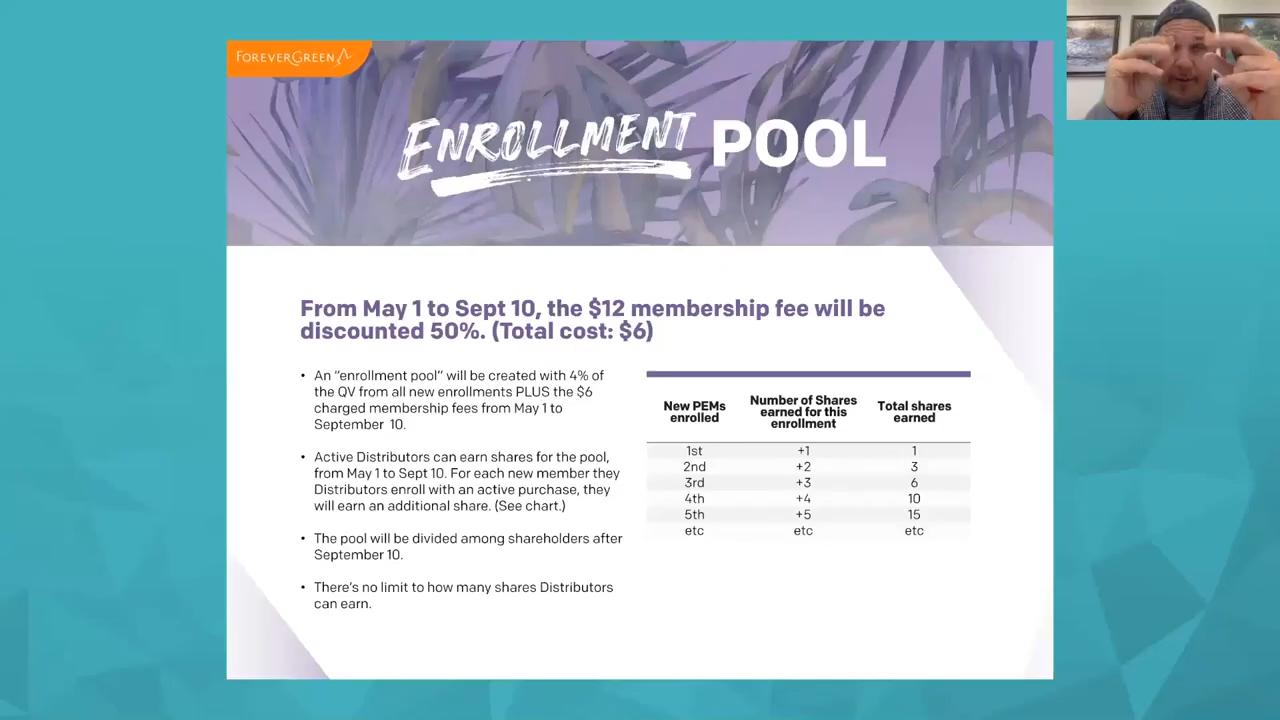 FOREVERGREEN
ENROLLMENT POOL
From May 1 to Sept 10, the $12 membership fee will be
discounted 50%. (Total cost: $6)
• An “enrollment pool” will be created with 4% of
the QV from all new enrollments PLUS the $6
charged membership fees from May 1 to
September 10.
• Active Distributors can earn shares for the pool,
from May 1 to Sept 10. For each new member they
Distributors enroll with an active purchase, they
will earn an additional share. (See chart.)
• The pool will be divided among shareholders after
September 10.
• There’s no limit to how many shares Distributors
can earn.
New PEMs
enrolled
Number of Shares
earned for this
enrollment
Total shares
earned
1st +1 1
2nd +2 3
3rd +3 6
4th +4 10
5th +5 15
etc etc etc